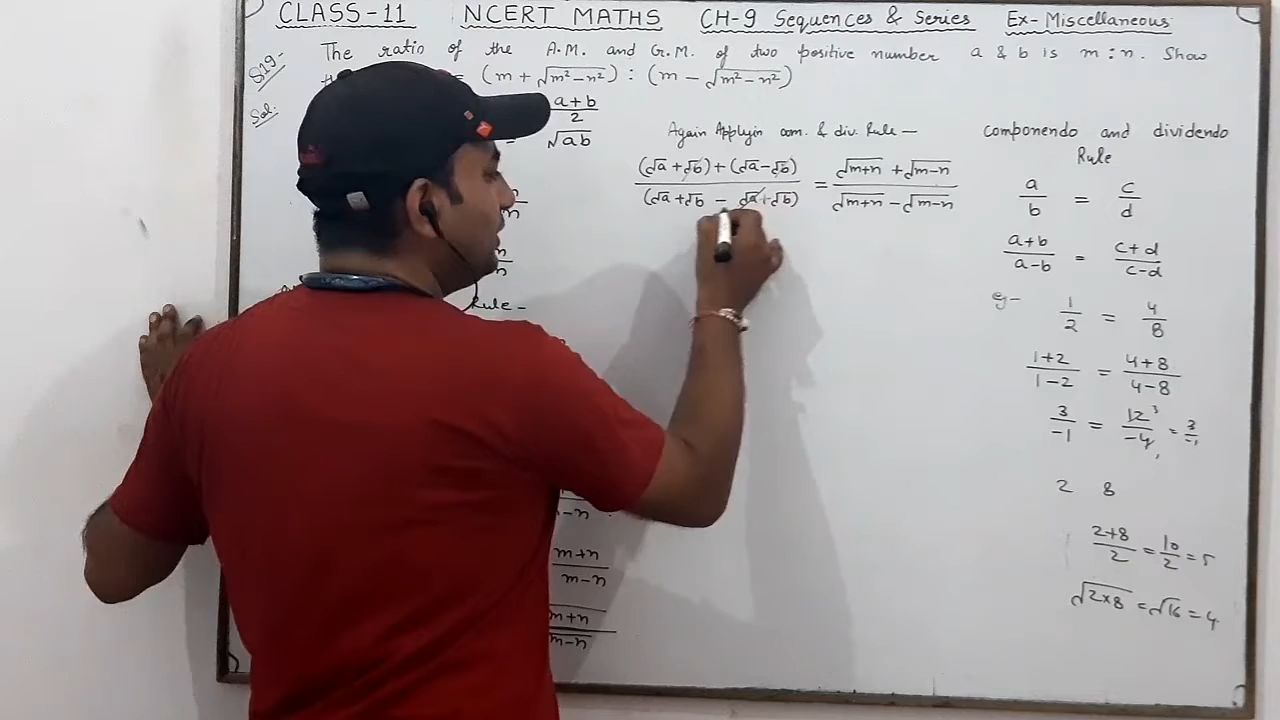 CLASS-11 NCERT MATHS CH-9 Sequences & Series Ex-Miscellaneous
Q19- The ratio of the A.M. and G.M. of two positive number a & b is m:n. Show
= (m + √m²-n²) : (m - √m²-n²)
Sol.
a+b
2
√ab
Rule-
-n
m+n
m-n
m+n
m-n
Again Applyin com. & div. Rule-
(√a+√b)+(√a-√b) = √m+n + √m-n
(√a+√b - √a+√b) √m+n - √m-n
componendo and dividendo
Rule
a = c
b d
a+b = c+d
a-b c-d
eg- 1 = 4
2 8
1+2 = 4+8
1-2 4-8
3 = 12 3 = 3
-1 -4 -1
2 8
2+8 = 10 = 5
2 2
√2×8 = √16 = 4